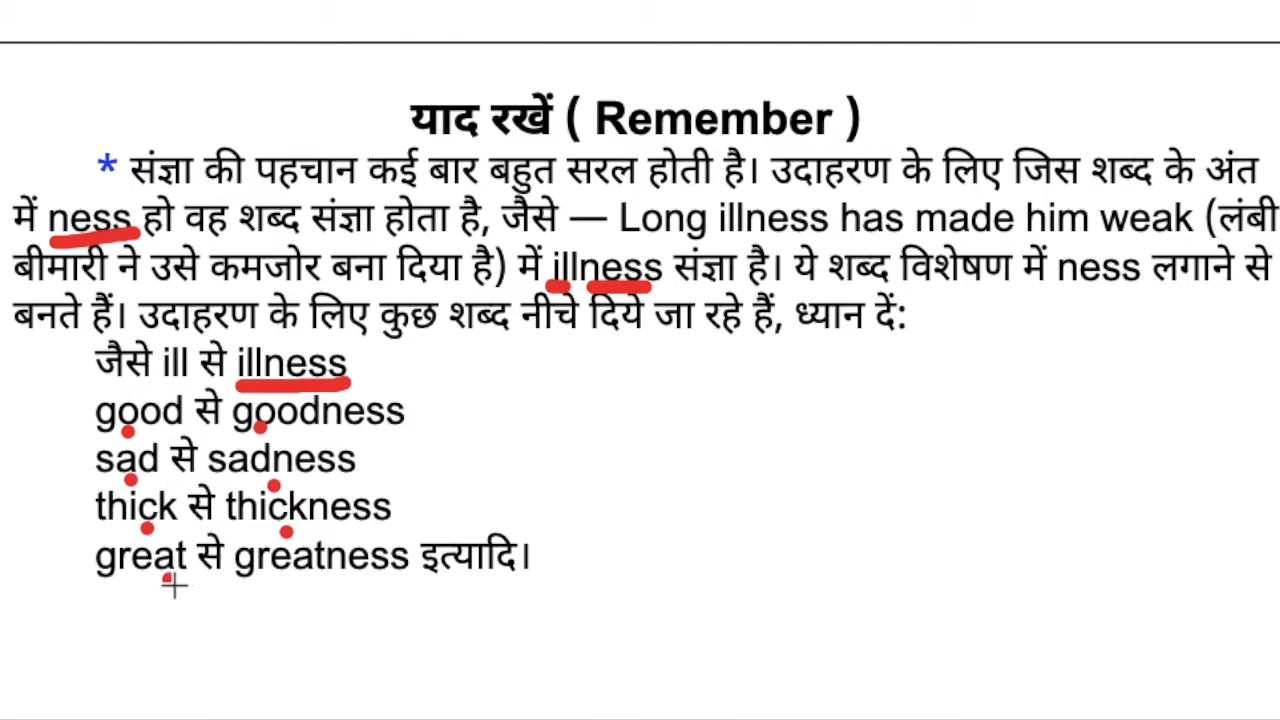 याद रखें ( Remember )
* संज्ञा की पहचान कई बार बहुत सरल होती है। उदाहरण के लिए जिस शब्द के अंत
में ness हो वह शब्द संज्ञा होता है, जैसे — Long illness has made him weak (लंबी
बीमारी ने उसे कमजोर बना दिया है) में illness संज्ञा है। ये शब्द विशेषण में ness लगाने से
बनते हैं। उदाहरण के लिए कुछ शब्द नीचे दिये जा रहे हैं, ध्यान दें:
जैसे ill से illness
good से goodness
sad से sadness
thick से thickness
great से greatness इत्यादि।